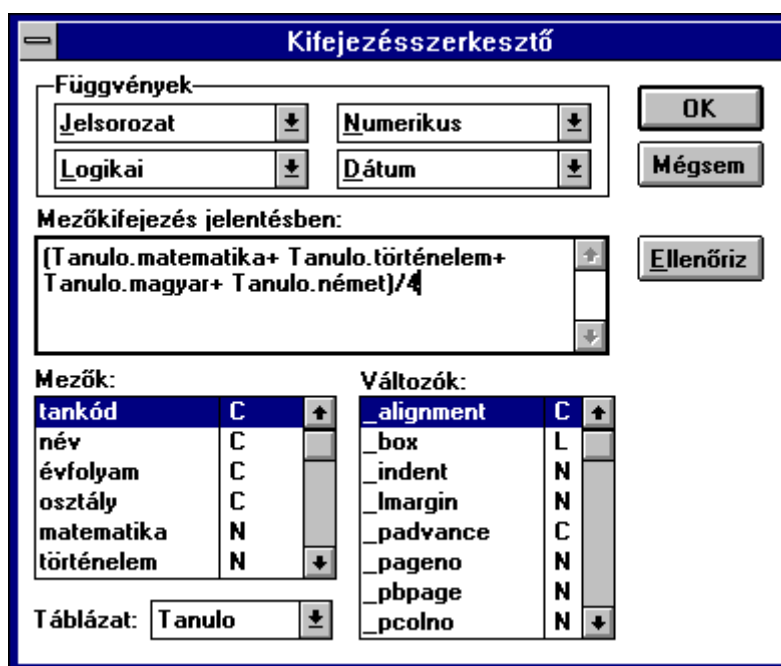 Kifejezésszerkesztő
Függvények
Jelsorozat
Numerikus
Logikai
Dátum
OK
Mégsem
Ellenőriz
Mezőkifejezés jelentésben:
(Tanulo.matematika+ Tanulo.történelem+
Tanulo.magyar+ Tanulo.német)/4
Mezők:
tankód C
név C
évfolyam C
osztály C
matematika N
történelem N
Táblázat: Tanulo
Változók:
_alignment C
_box L
_indent N
_lmargin N
_padvance C
_pageno N
_pbpage N
_pcolno N